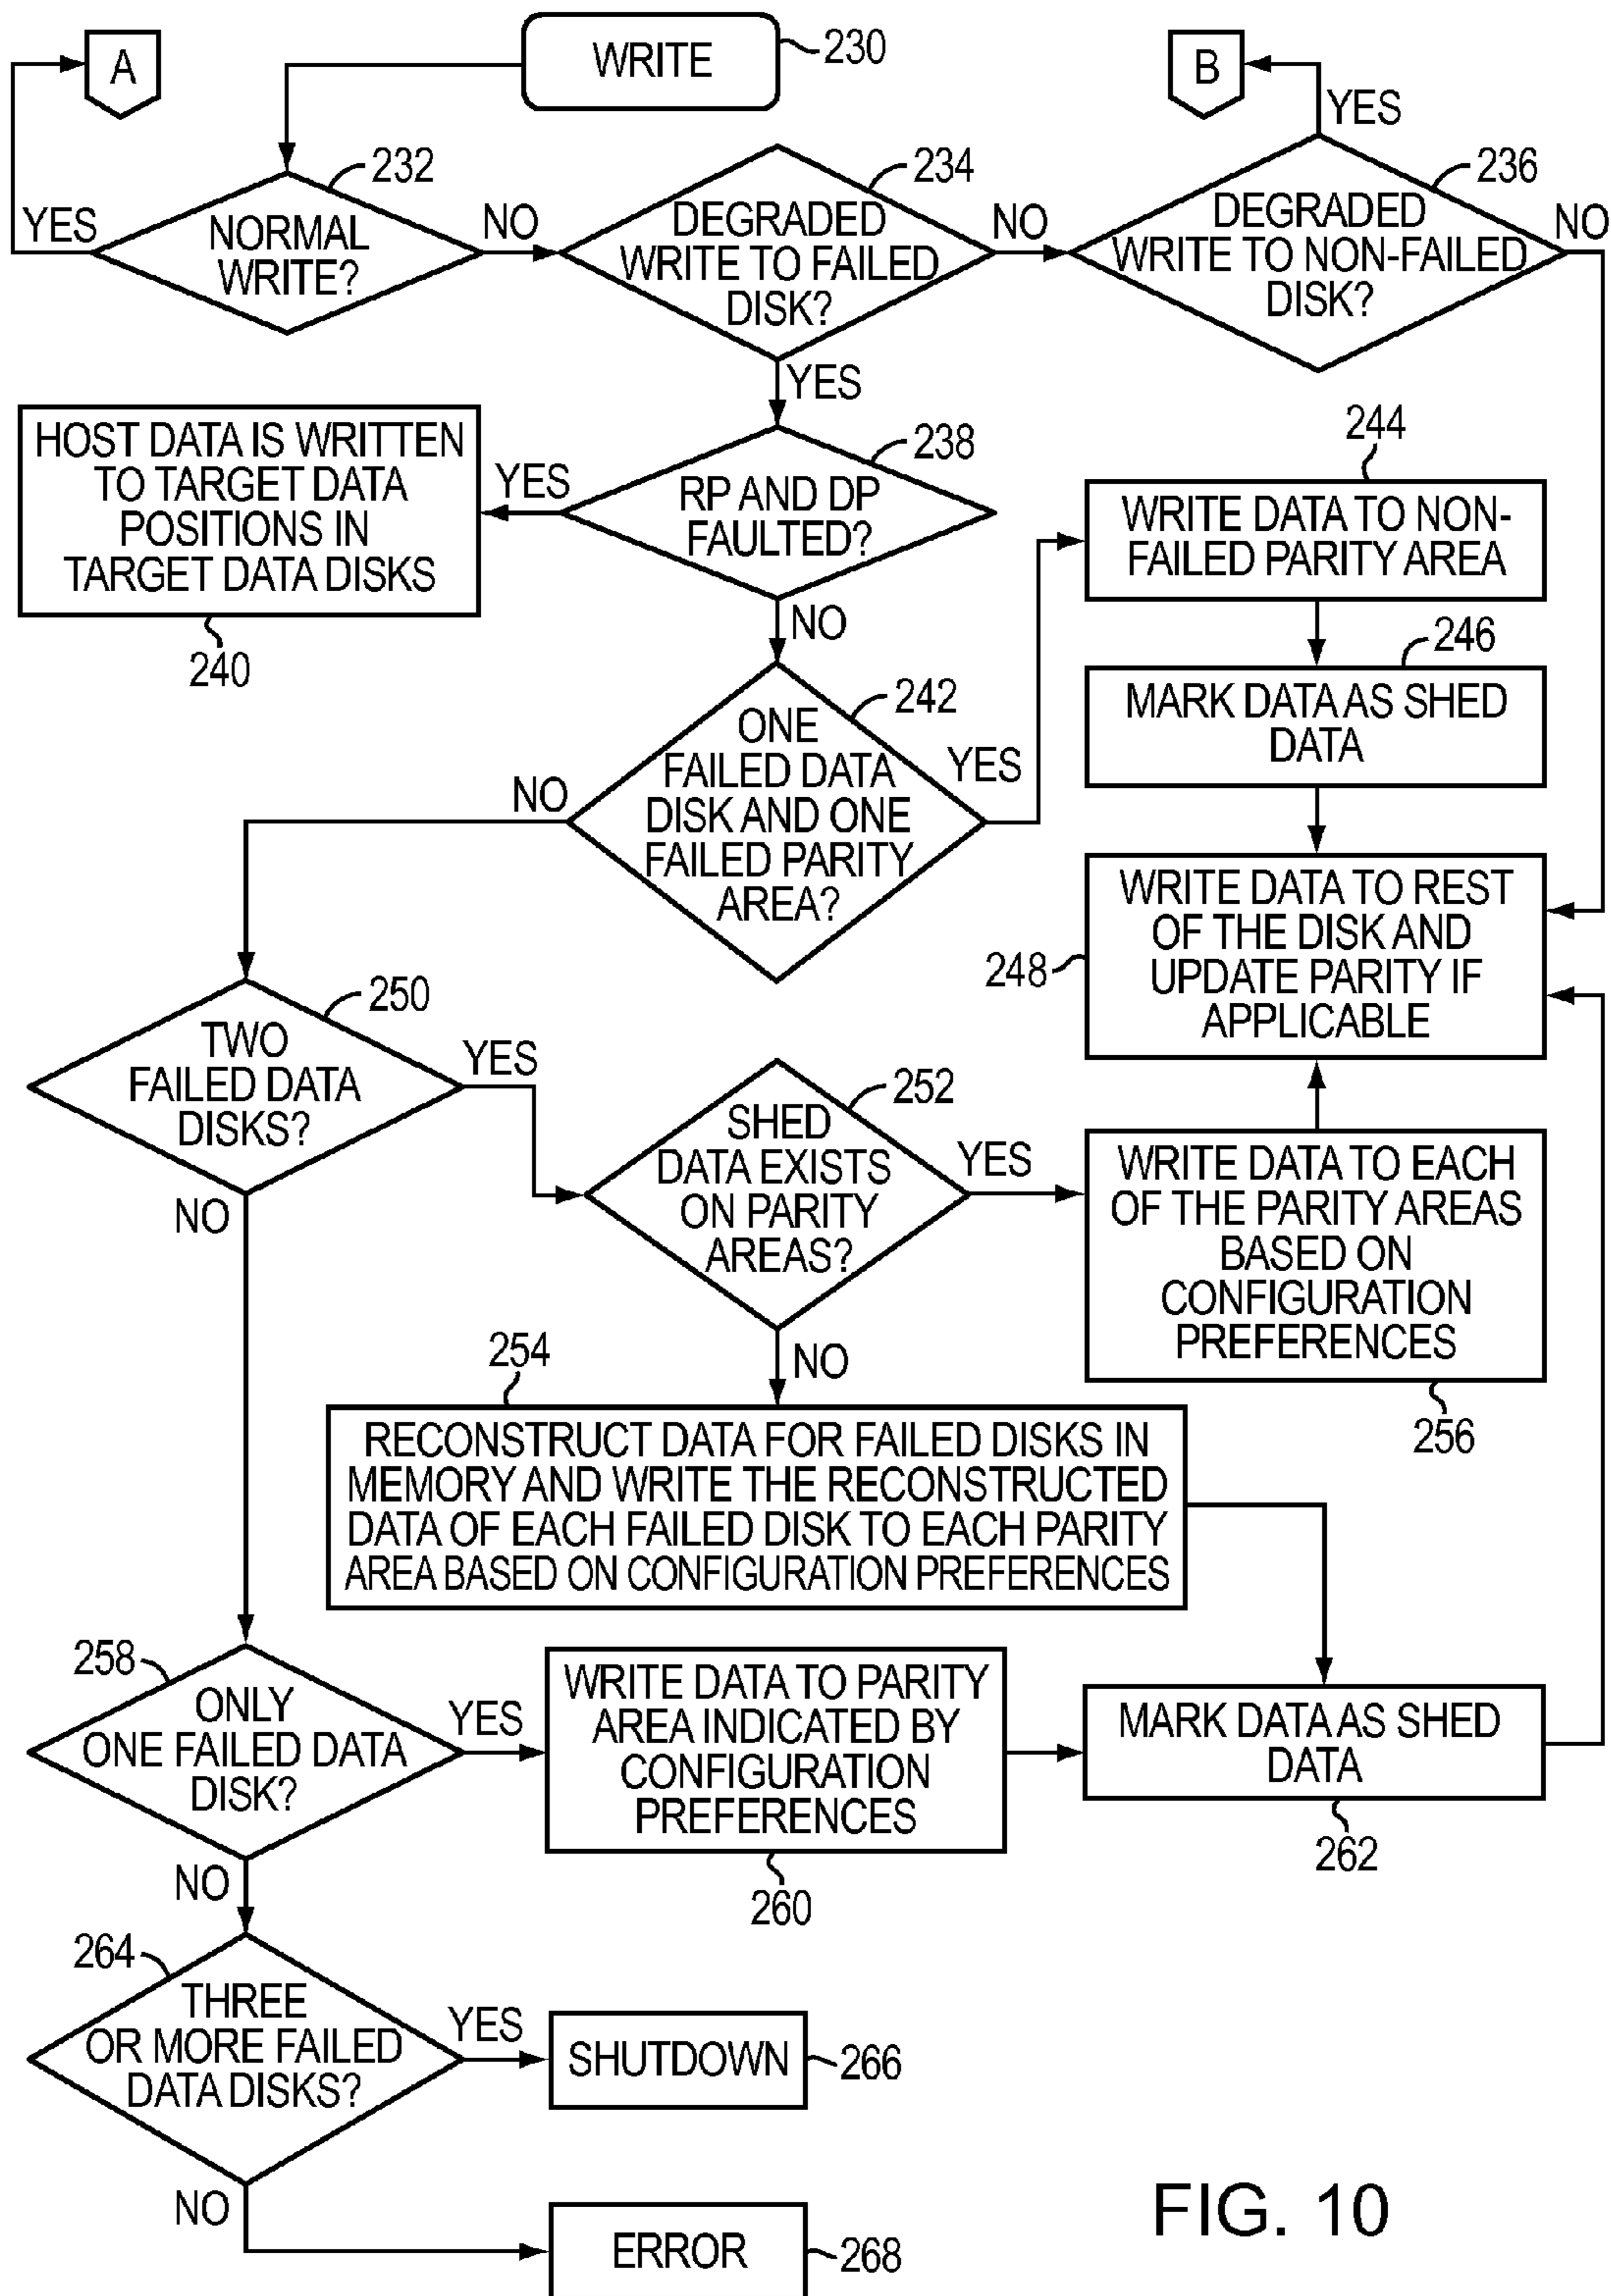 A
WRITE
230
B
YES
232
234
236
YES
NORMAL
WRITE?
NO
DEGRADED
WRITE TO FAILED
DISK?
NO
DEGRADED
WRITE TO NON-FAILED
DISK?
NO
YES
HOST DATA IS WRITTEN
TO TARGET DATA
POSITIONS IN
TARGET DATA DISKS
240
YES
238
RP AND DP
FAULTED?
NO
244
WRITE DATA TO NON-
FAILED PARITY AREA
246
MARK DATA AS SHED
DATA
242
ONE
FAILED DATA
DISK AND ONE
FAILED PARITY
AREA?
YES
NO
WRITE DATA TO REST
OF THE DISK AND
UPDATE PARITY IF
APPLICABLE
248
250
TWO
FAILED DATA
DISKS?
YES
NO
252
SHED
DATA EXISTS
ON PARITY
AREAS?
YES
NO
WRITE DATA TO EACH
OF THE PARITY AREAS
BASED ON
CONFIGURATION
PREFERENCES
256
254
RECONSTRUCT DATA FOR FAILED DISKS IN
MEMORY AND WRITE THE RECONSTRUCTED
DATA OF EACH FAILED DISK TO EACH PARITY
AREA BASED ON CONFIGURATION PREFERENCES
258
ONLY
ONE FAILED DATA
DISK?
YES
NO
WRITE DATA TO PARITY
AREA INDICATED BY
CONFIGURATION
PREFERENCES
260
MARK DATA AS SHED
DATA
262
264
THREE
OR MORE FAILED
DATA DISKS?
YES
SHUTDOWN
266
NO
ERROR
268
FIG. 10